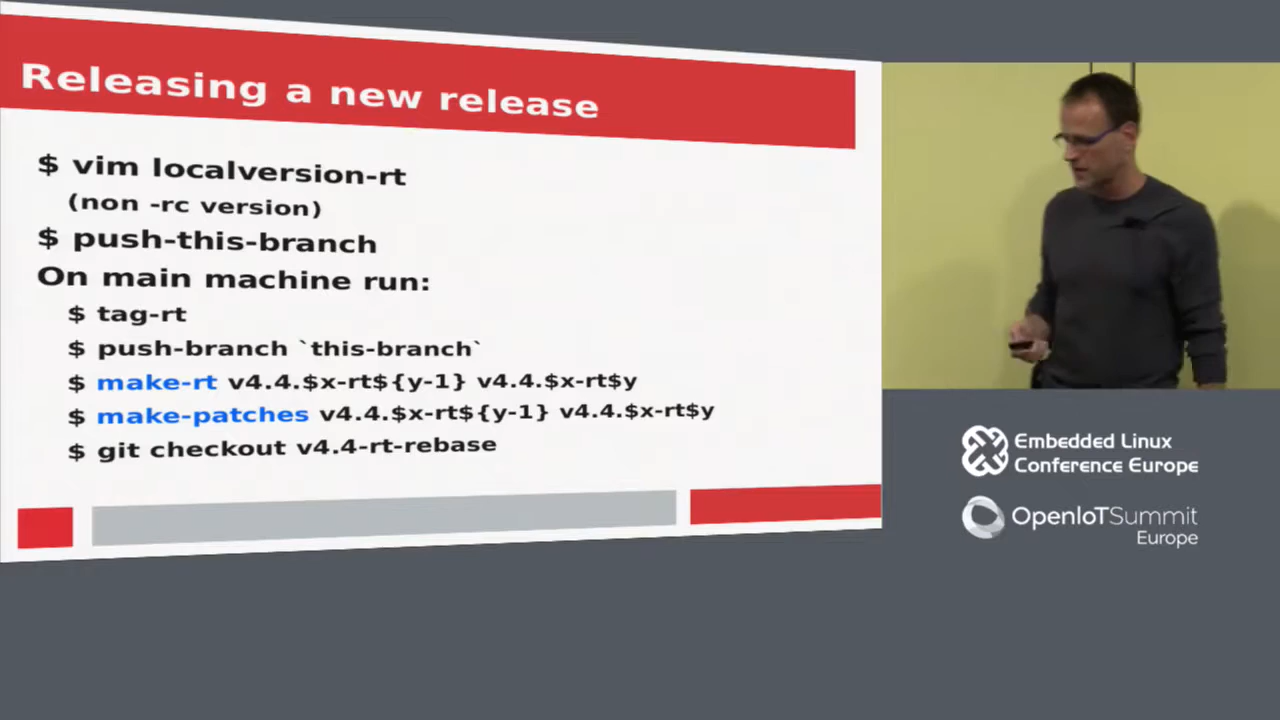 Releasing a new release
$ vim localversion-rt
(non -rc version)
$ push-this-branch
On main machine run:
$ tag-rt
$ push-branch `this-branch`
$ make-rt v4.4.$x-rt${y-1} v4.4.$x-rt$y
$ make-patches v4.4.$x-rt${y-1} v4.4.$x-rt$y
$ git checkout v4.4-rt-rebase
Embedded Linux
Conference Europe
OpenIoTSummit
Europe